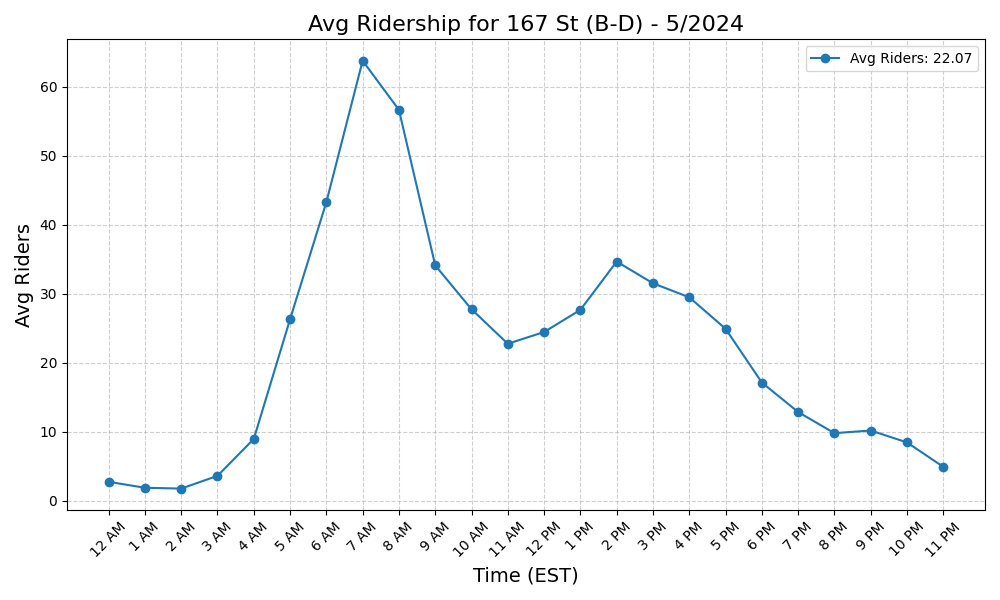 Avg Ridership for 167 St (B-D) - 5/2024
Avg Riders: 22.07
Avg Riders
60
50
40
30
20
10
0
12 AM
1 AM
2 AM
3 AM
4 AM
5 AM
6 AM
7 AM
8 AM
9 AM
10 AM
11 AM
12 PM
1 PM
2 PM
3 PM
4 PM
5 PM
6 PM
7 PM
8 PM
9 PM
10 PM
11 PM
Time (EST)